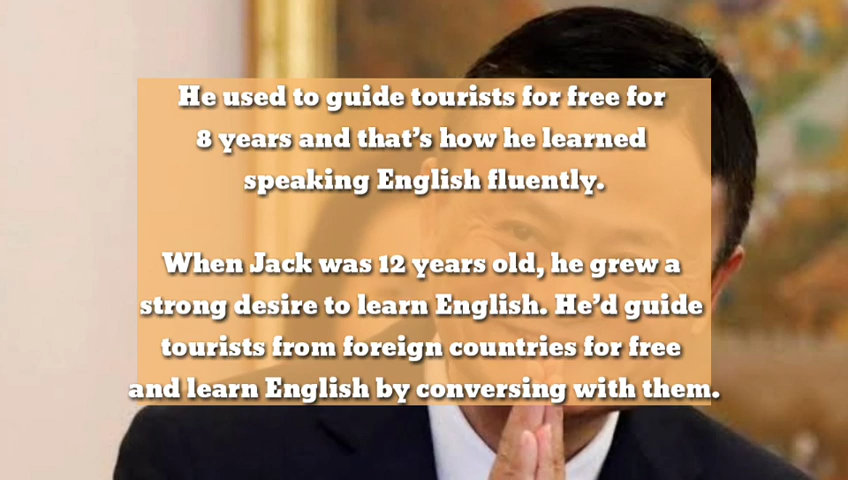 He used to guide tourists for free for
8 years and that's how he learned
speaking English fluently.
When Jack was 12 years old, he grew a
strong desire to learn English. He'd guide
tourists from foreign countries for free
and learn English by conversing with them.